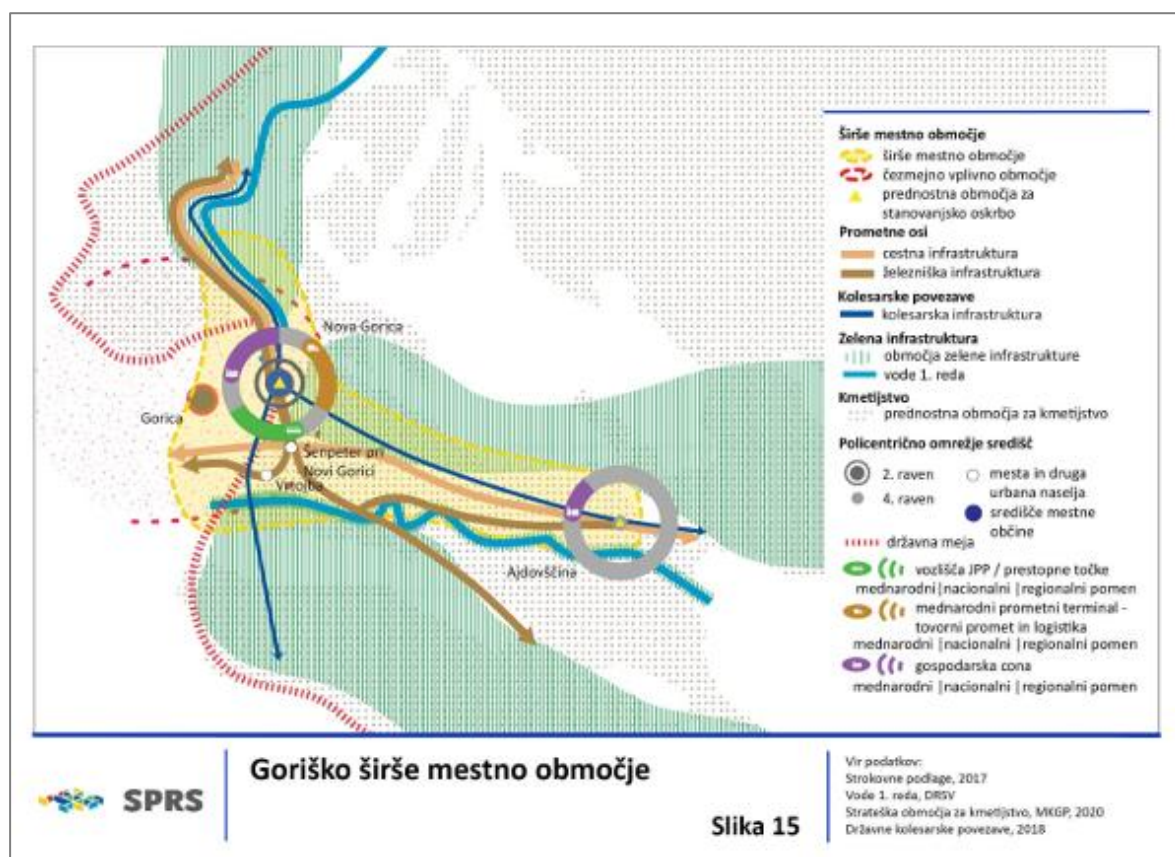 Nova Gorica
Gorica
Šenpeter pri
Novi Gorici
Vrtojba
Ajdovščina
Širše mestno območje
širše mestno območje
čezmejno vplivno območje
prednostna območja za
stanovanjsko oskrbo
Prometne osi
cestna infrastruktura
železniška infrastruktura
Kolesarske povezave
kolesarska infrastruktura
Zelena infrastruktura
območja zelene infrastrukture
vode 1. reda
Kmetijstvo
prednostna območja za kmetijstvo
Policentrično omrežje središč
2. raven
4. raven
mesta in druga
urbana naselja
središče mestne
občine
državna meja
vozlišča JPP / prestopne točke
mednarodni |nacionalni |regionalni pomen
mednarodni prometni terminal -
tovorni promet in logistika
mednarodni |nacionalni |regionalni pomen
gospodarska cona
mednarodni |nacionalni |regionalni pomen
SPRS
Goriško širše mestno območje
Slika 15
Vir podatkov:
Strokovne podlage, 2017
Vode 1. reda, DRSV
Strateška območja za kmetijstvo, MKGP, 2020
Državne kolesarske povezave, 2018